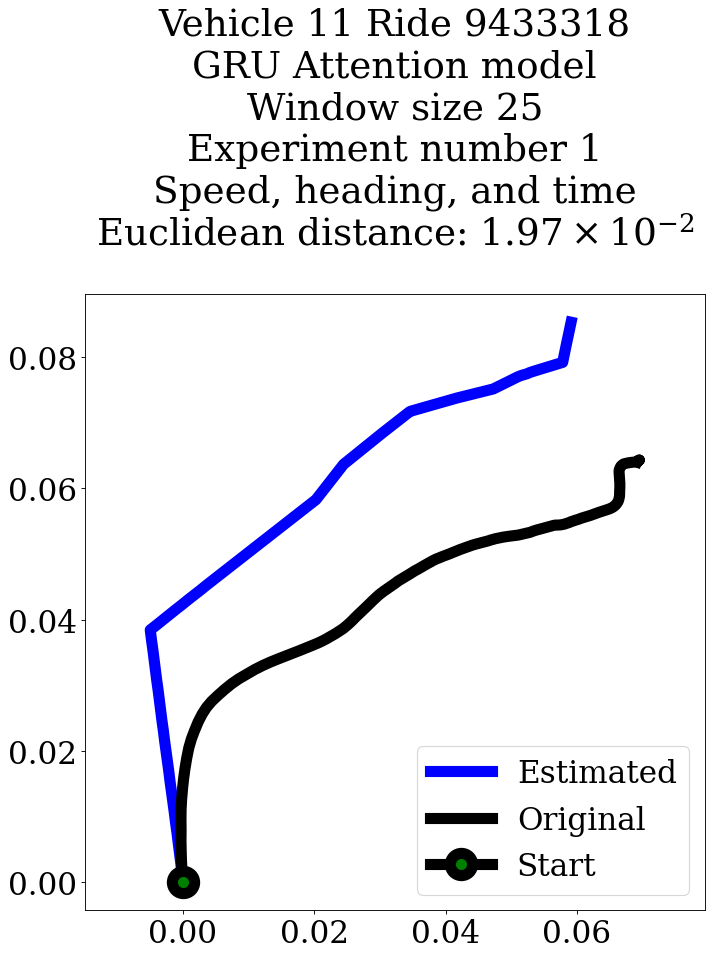 Vehicle 11 Ride 9433318
GRU Attention model
Window size 25
Experiment number 1
Speed, heading, and time
Euclidean distance: 1.97 × 10⁻²
0.08
0.06
0.04
0.02
0.00
Estimated
Original
Start
0.00 0.02 0.04 0.06